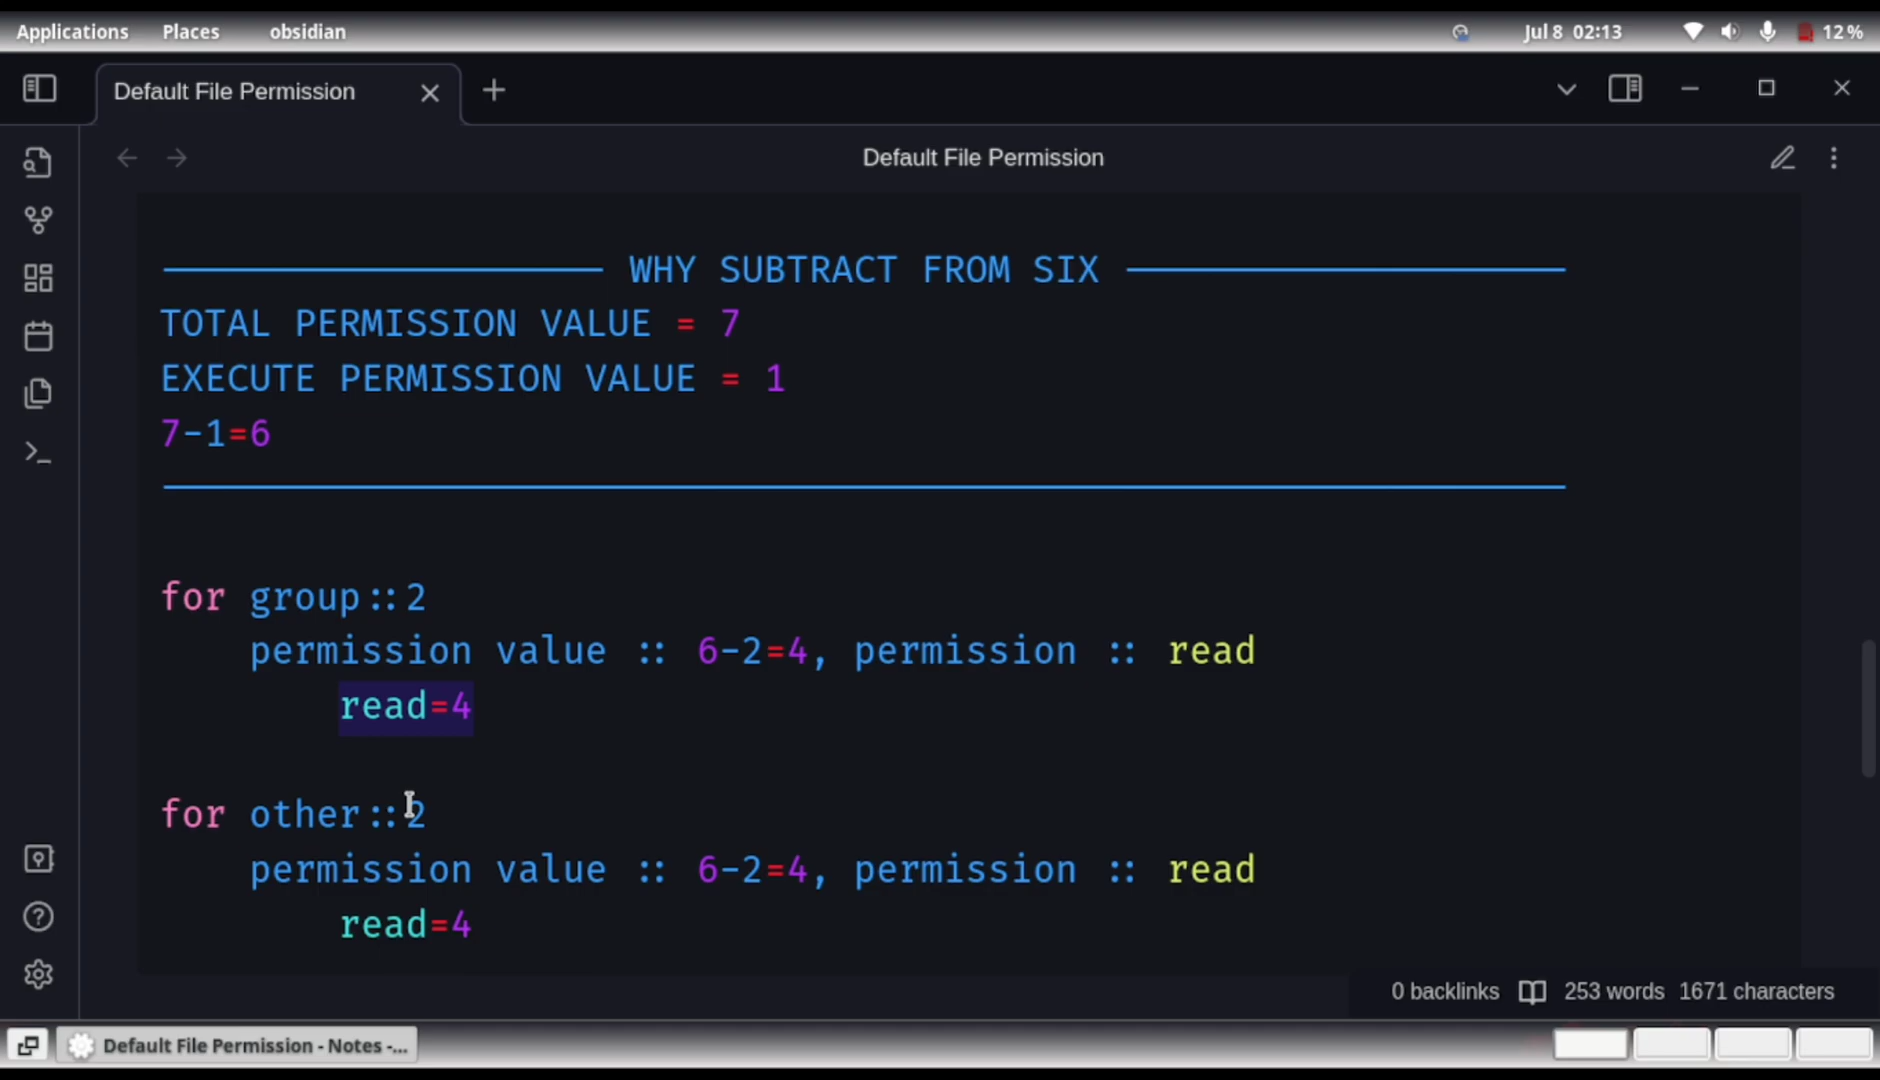 Applications Places obsidian Jul 8 02:13 12%
Default File Permission
Default File Permission
WHY SUBTRACT FROM SIX
TOTAL PERMISSION VALUE = 7
EXECUTE PERMISSION VALUE = 1
7-1=6
for group::2
permission value :: 6-2=4, permission :: read
read=4
for other::2
permission value :: 6-2=4, permission :: read
read=4
0 backlinks 253 words 1671 characters
Default File Permission - Notes -...